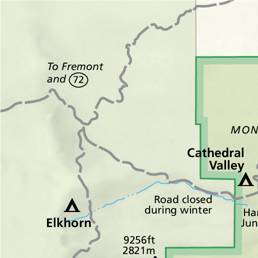 To Fremont
and 72
MON
Cathedral
Valley
Road closed
during winter
Har
Jun
Elkhorn
9256ft
2821m